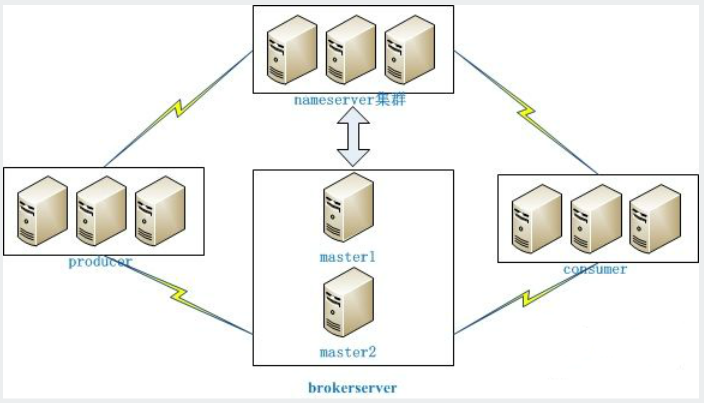 nameserver集群
master1
producer
consumer
master2
brokerserver